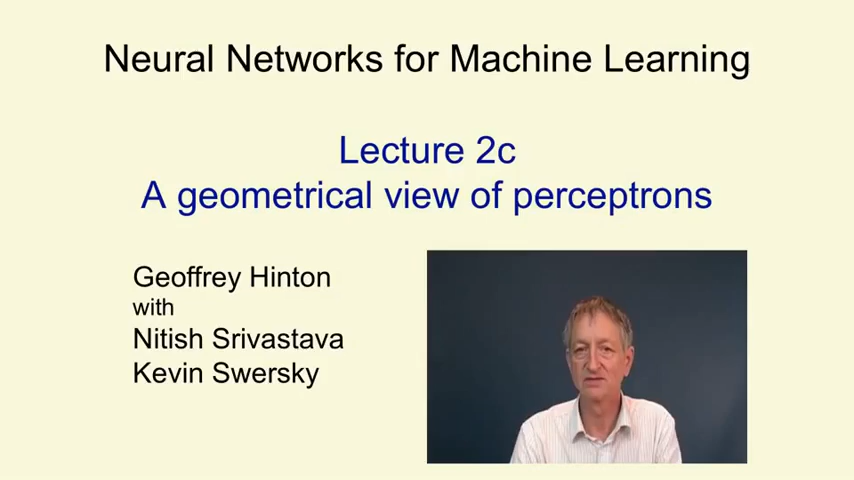 Neural Networks for Machine Learning
Lecture 2c
A geometrical view of perceptrons
Geoffrey Hinton
with
Nitish Srivastava
Kevin Swersky